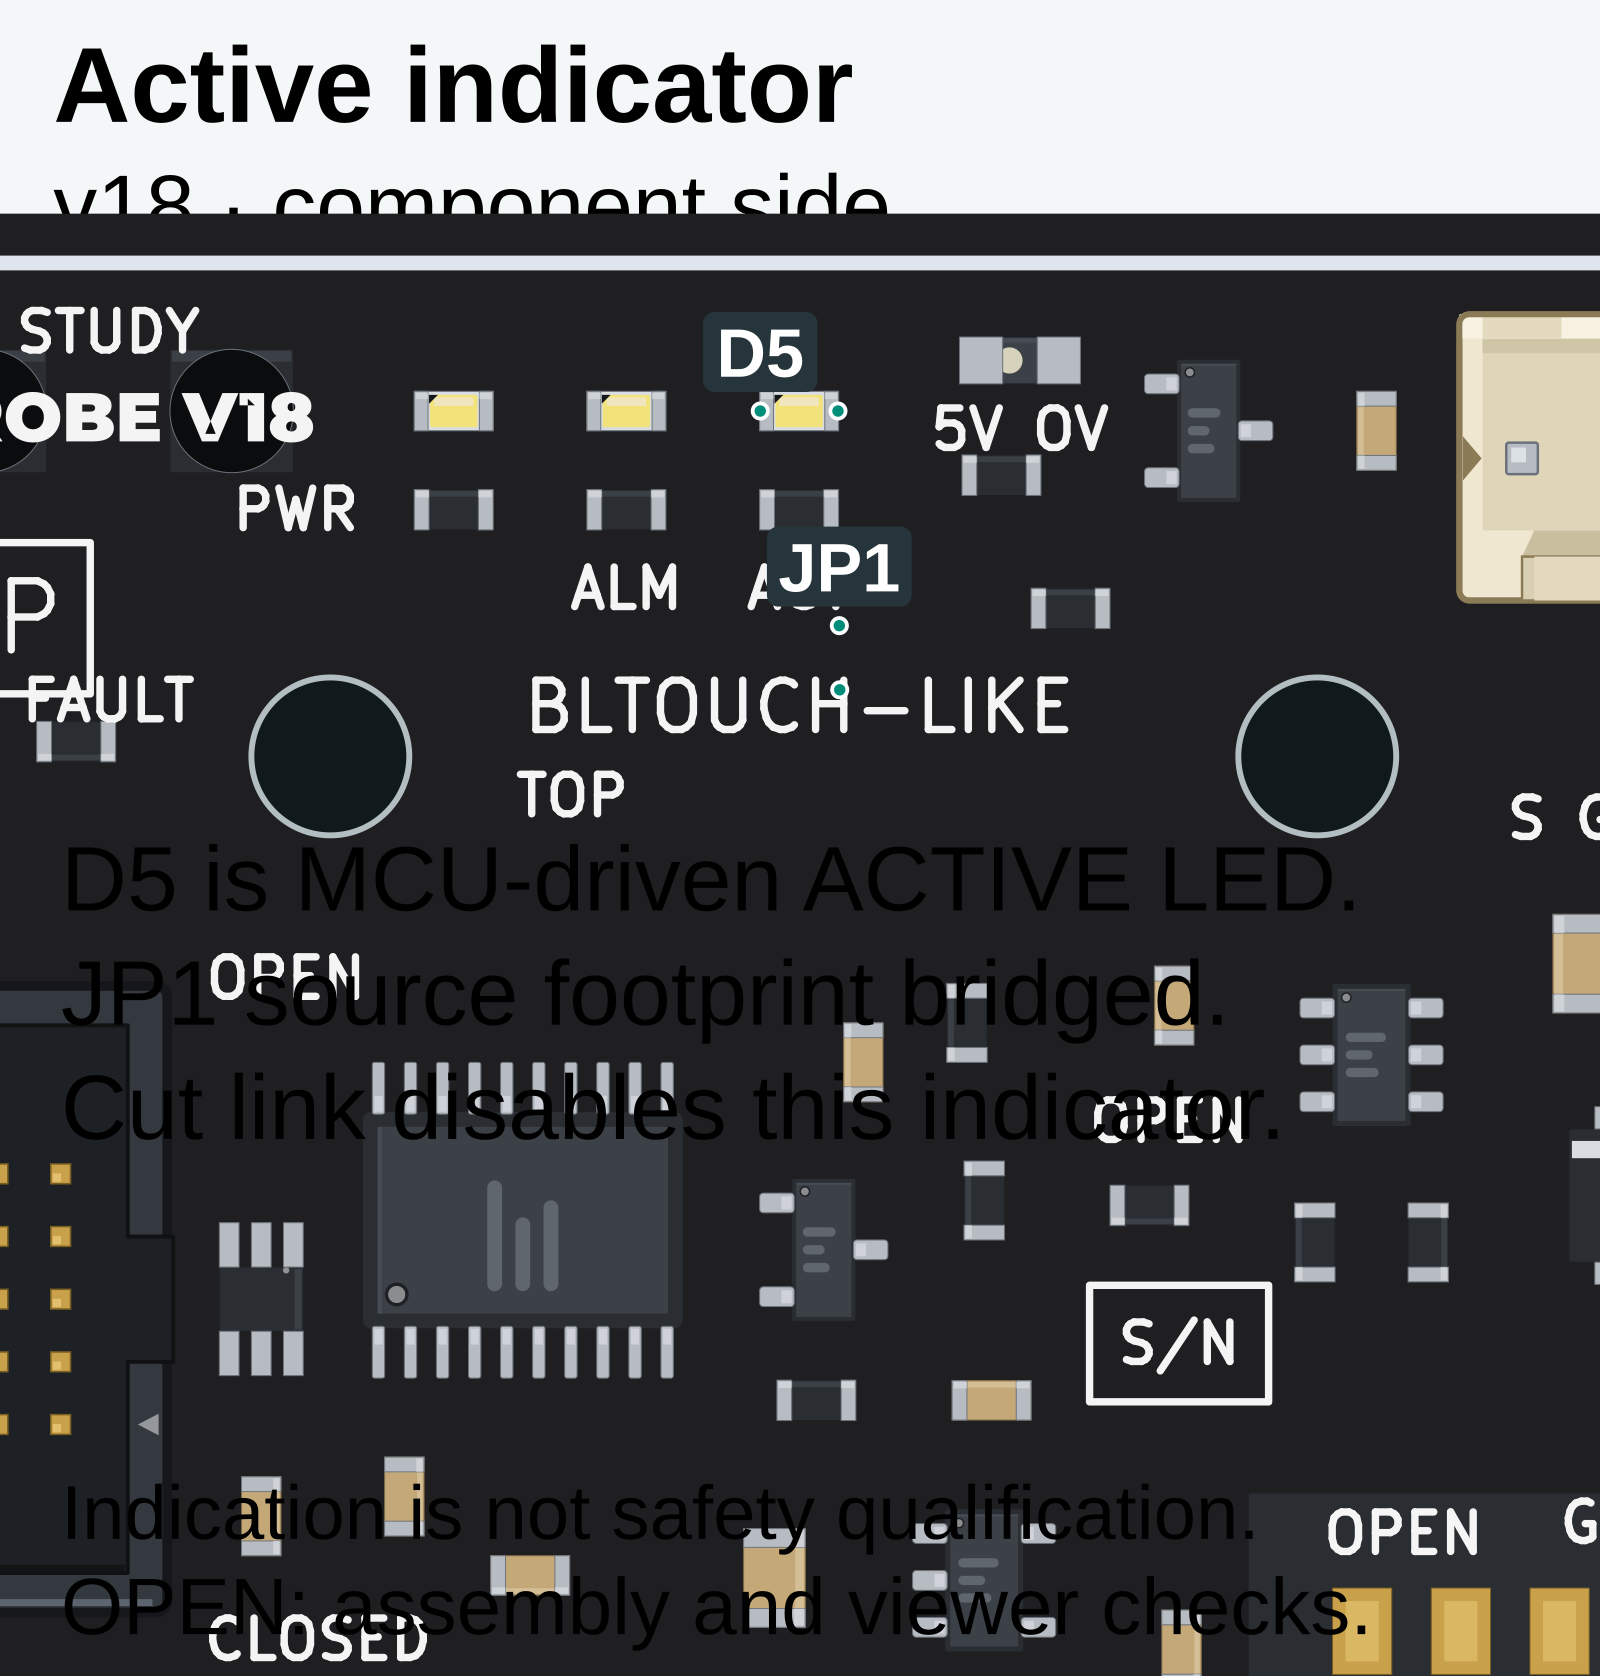 Active indicator
v18 · component side
STUDY
D5
OBE V18
5V 0V
PWR
JP1
ALM
P
FAULT
BLTOUCH-LIKE
TOP
S
D5 is MCU-driven ACTIVE LED.
OPEN
JP1 source footprint bridged.
Cut link disables this indicator.
OPEN
S/N
Indication is not safety qualification.
OPEN G
OPEN: assembly and viewer checks.
CLOSED